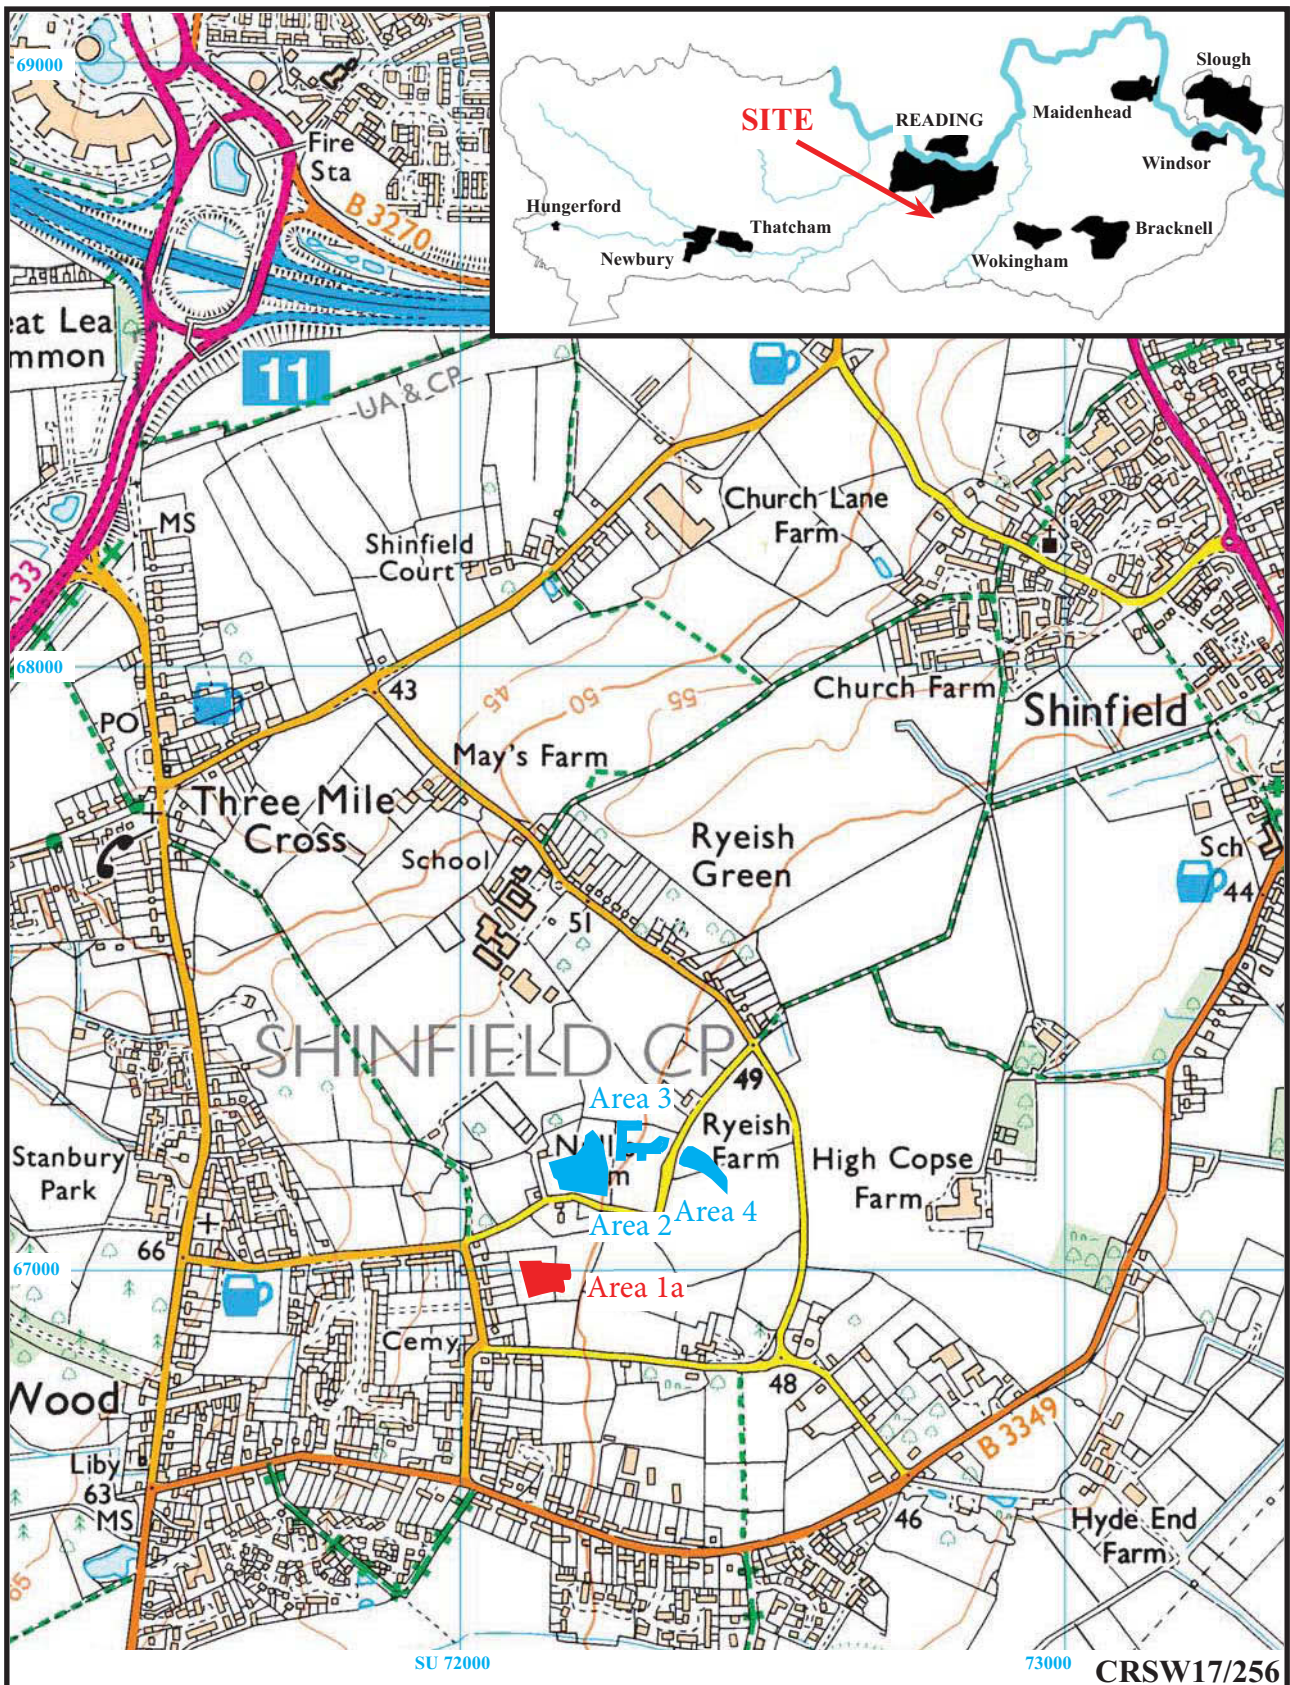 69000
Fire
Sta
B 3270
eat Lea
mmon
11
UA & CP
SITE
READING
Maidenhead
Slough
Windsor
Hungerford
Newbury
Thatcham
Wokingham
Bracknell
MS
A33
Shinfield
Court
Church Lane
Farm
68000
43
45
50
55
Church Farm
Shinfield
PO
May's Farm
Three Mile
Cross
School
Ryeish
Green
Sch
44
51
SHINFIELD CP
49
Area 3
Ryeish
Farm
Stanbury
Park
High Copse
Farm
Area 2
Area 4
66
67000
Area 1a
Cemy
48
Wood
B 3349
Liby
63
MS
46
Hyde End
Farm
65
SU 72000
73000
CRSW17/256